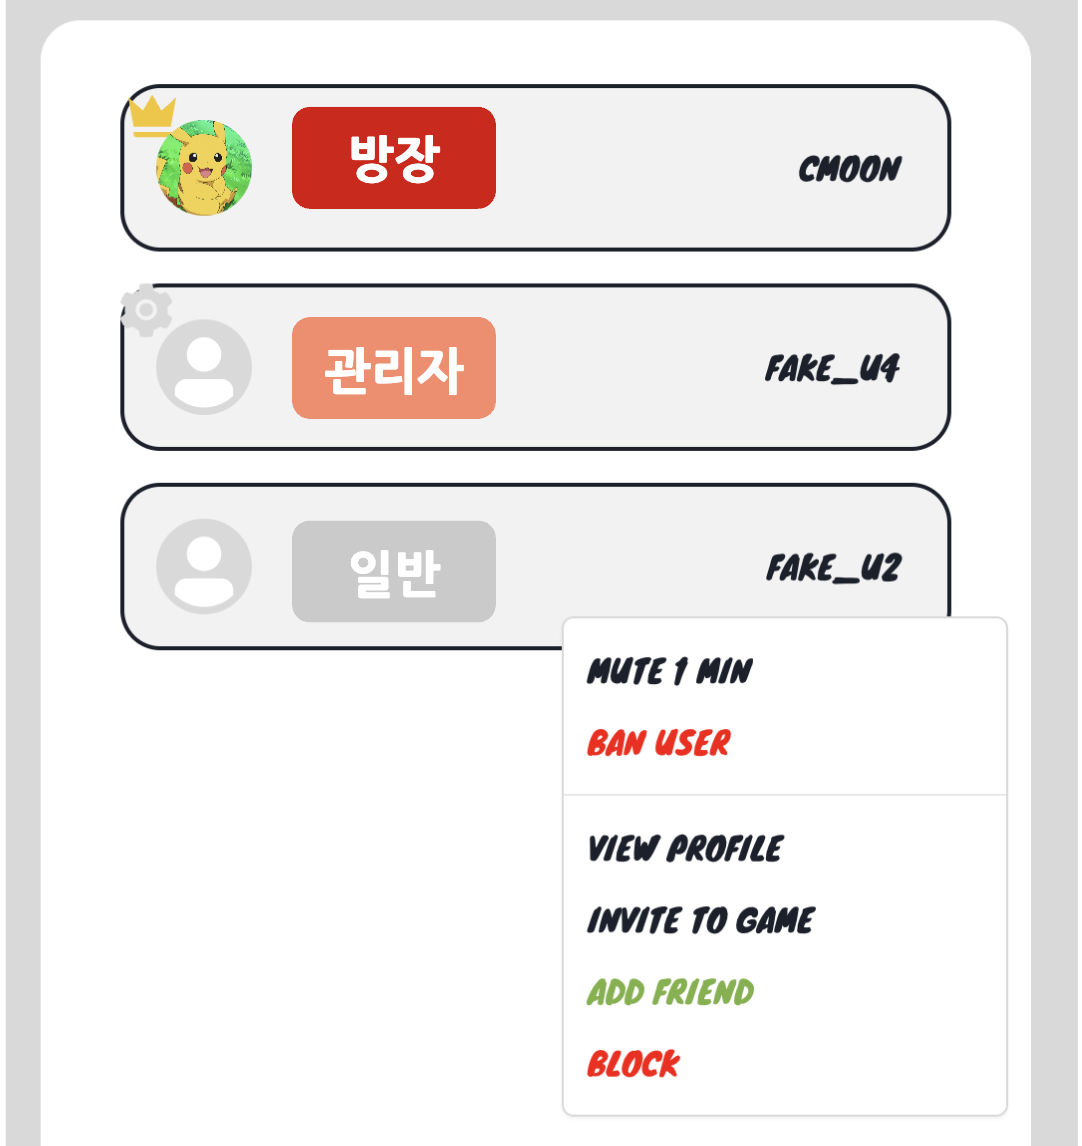 방장
CMOON
관리자
FAKE_U4
일반
FAKE_U2
MUTE 1 MIN
BAN USER
VIEW PROFILE
INVITE TO GAME
ADD FRIEND
BLOCK